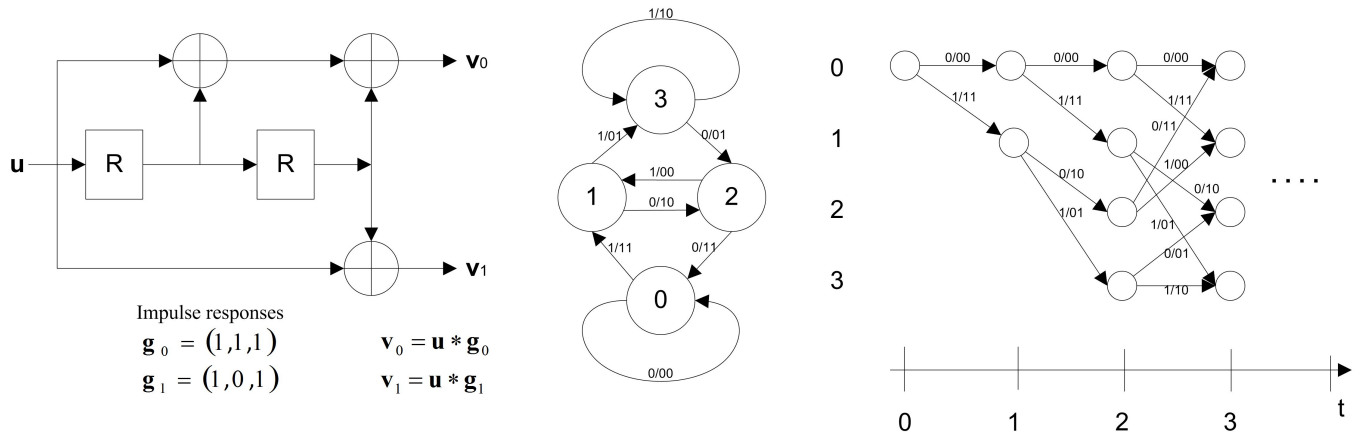 u
R
R
v0
v1
Impulse responses
g 0 = (1,1,1)
g 1 = (1,0,1)
v0 = u * g0
v1 = u * g1
1/10
3
1/01
0/01
1
1/00
0/10
2
1/11
0/11
0
0/00
0
1
2
3
0/00
0/00
0/00
1/11
1/11
1/11
0/11
0/10
1/00
0/10
1/01
1/01
0/01
1/10
. . . .
0
1
2
3
t